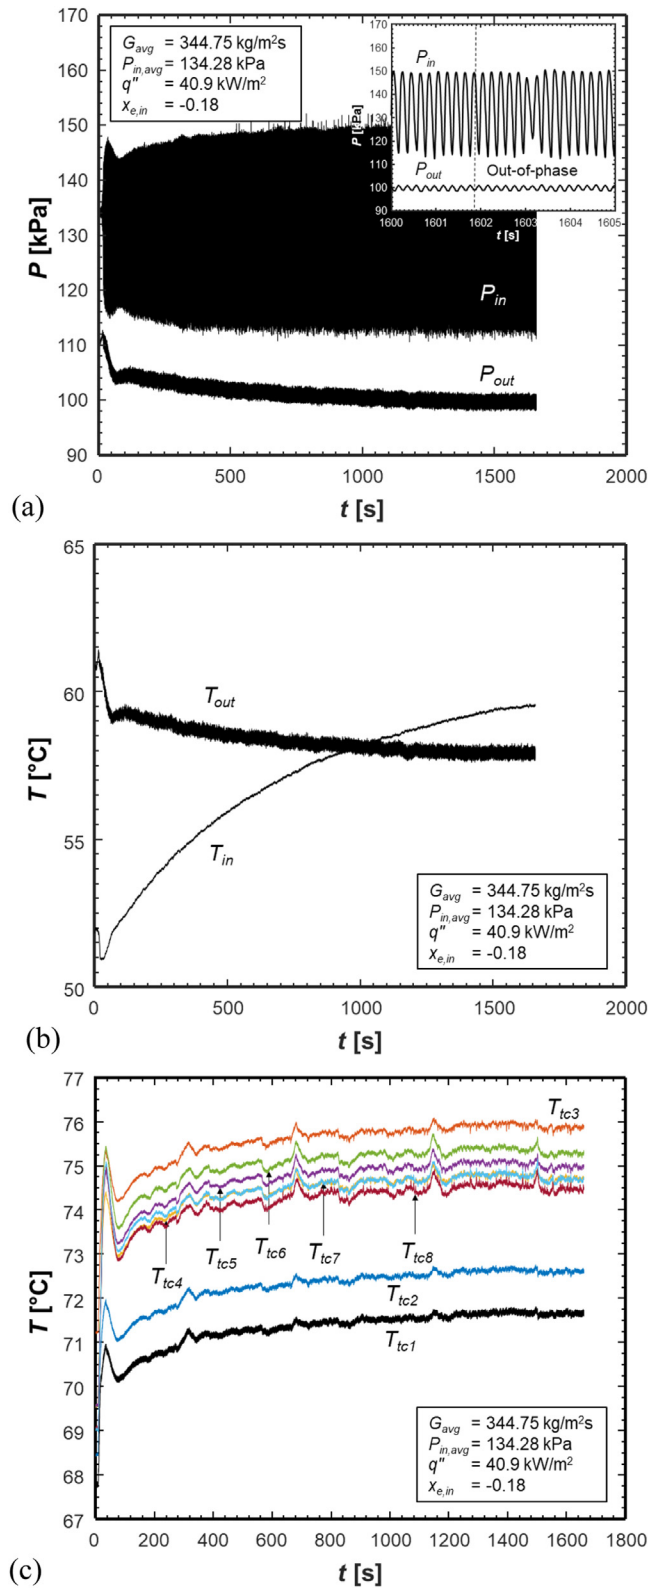 170
160
150
140
130
120
110
100
90
P [kPa]
G_avg = 344.75 kg/m²s
P_in,avg = 134.28 kPa
q" = 40.9 kW/m²
x_e,in = -0.18
170
160
150
140
130
120
110
100
90
P [kPa]
P_in
P_out
Out-of-phase
1600 1601 1602 1603 1604 1605
t [s]
P_in
P_out
0 500 1000 1500 2000
(a)
t [s]
65
60
55
50
T [°C]
T_out
T_in
G_avg = 344.75 kg/m²s
P_in,avg = 134.28 kPa
q" = 40.9 kW/m²
x_e,in = -0.18
0 500 1000 1500 2000
(b)
t [s]
77
76
75
74
73
72
71
70
69
68
67
T [°C]
T_tc3
T_tc4
T_tc5
T_tc6
T_tc7
T_tc8
T_tc2
T_tc1
G_avg = 344.75 kg/m²s
P_in,avg = 134.28 kPa
q" = 40.9 kW/m²
x_e,in = -0.18
0 200 400 600 800 1000 1200 1400 1600 1800
(c)
t [s]